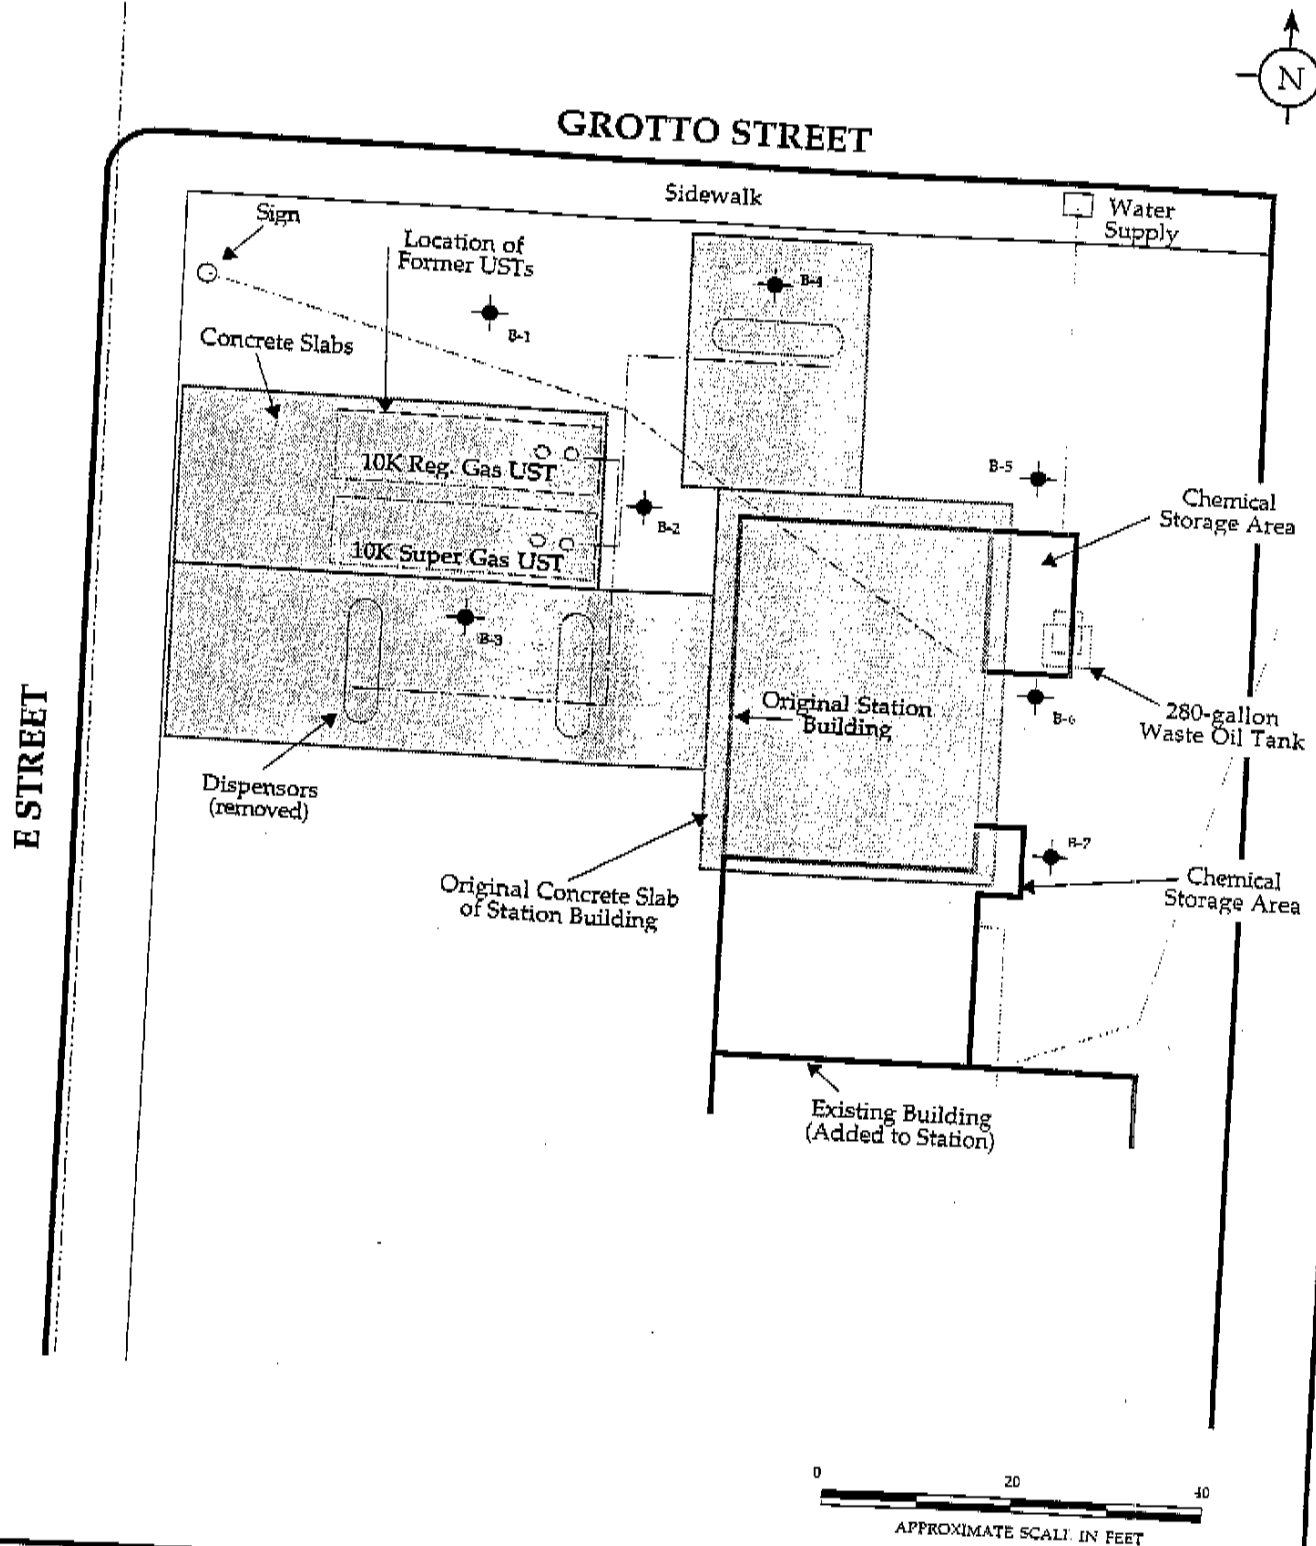 N
GROTTO STREET
Sidewalk
Water
Supply
Sign
Location of
Former USTs
B-4
B-1
Concrete Slabs
10K Reg. Gas UST
B-5
Chemical
Storage Area
B-2
10K Super Gas UST
B-3
E STREET
Original Station
Building
B-6
280-gallon
Waste Oil Tank
Dispensors
(removed)
B-7
Original Concrete Slab
of Station Building
Chemical
Storage Area
Existing Building
(Added to Station)
0
20
40
APPROXIMATE SCALE IN FEET